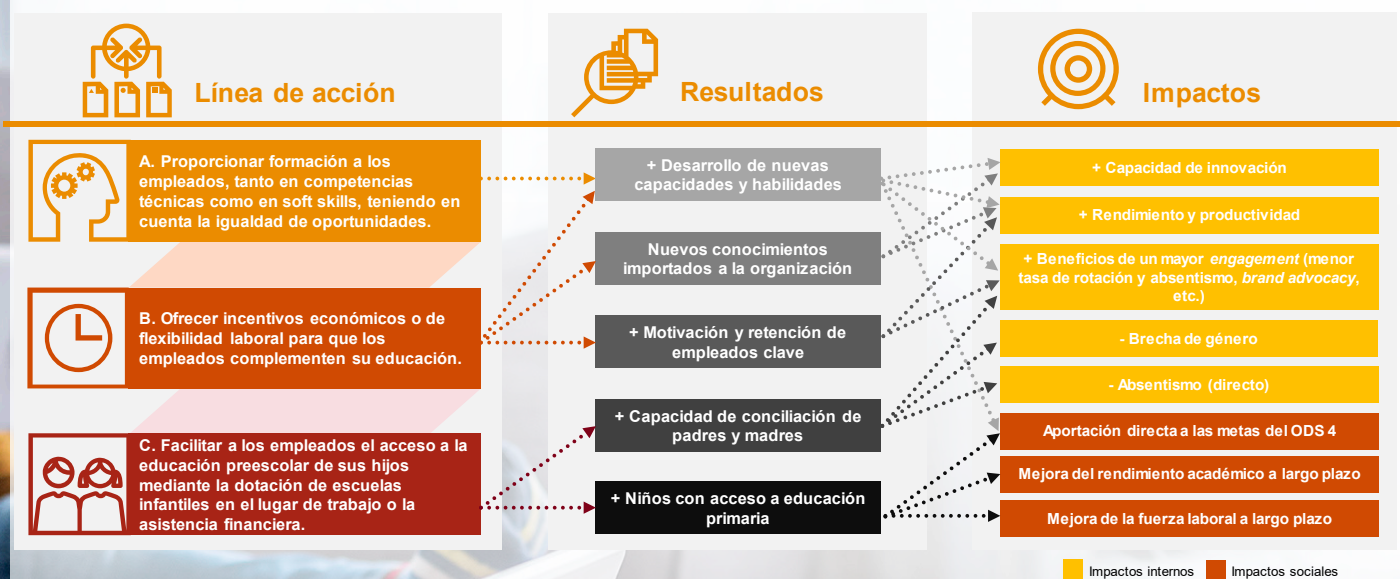 Línea de acción
Resultados
Impactos
A. Proporcionar formación a los
empleados, tanto en competencias
técnicas como en soft skills, teniendo en
cuenta la igualdad de oportunidades.
B. Ofrecer incentivos económicos o de
flexibilidad laboral para que los
empleados complementen su educación.
C. Facilitar a los empleados el acceso a la
educación preescolar de sus hijos
mediante la dotación de escuelas
infantiles en el lugar de trabajo o la
asistencia financiera.
+ Desarrollo de nuevas
capacidades y habilidades
Nuevos conocimientos
importados a la organización
+ Motivación y retención de
empleados clave
+ Capacidad de conciliación de
padres y madres
+ Niños con acceso a educación
primaria
+ Capacidad de innovación
+ Rendimiento y productividad
+ Beneficios de un mayor engagement (menor
tasa de rotación y absentismo, brand advocacy,
etc.)
- Brecha de género
- Absentismo (directo)
Aportación directa a las metas del ODS 4
Mejora del rendimiento académico a largo plazo
Mejora de la fuerza laboral a largo plazo
Impactos internos
Impactos sociales